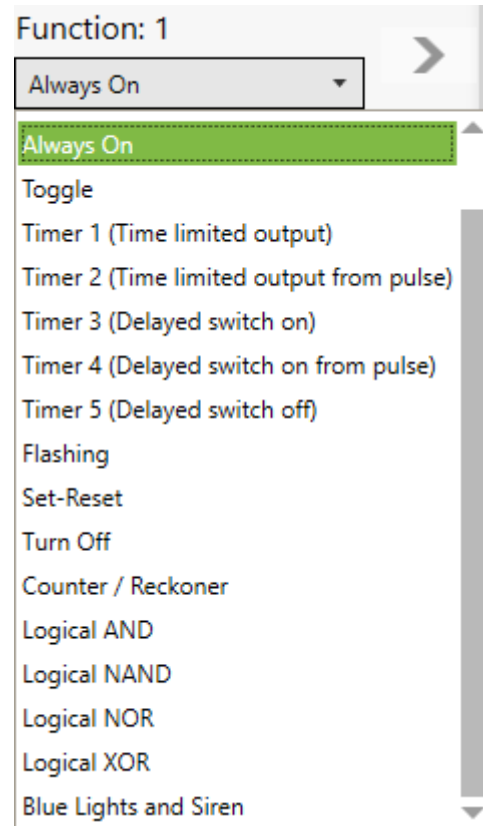 Function: 1
Always On
Always On
Toggle
Timer 1 (Time limited output)
Timer 2 (Time limited output from pulse)
Timer 3 (Delayed switch on)
Timer 4 (Delayed switch on from pulse)
Timer 5 (Delayed switch off)
Flashing
Set-Reset
Turn Off
Counter / Reckoner
Logical AND
Logical NAND
Logical NOR
Logical XOR
Blue Lights and Siren